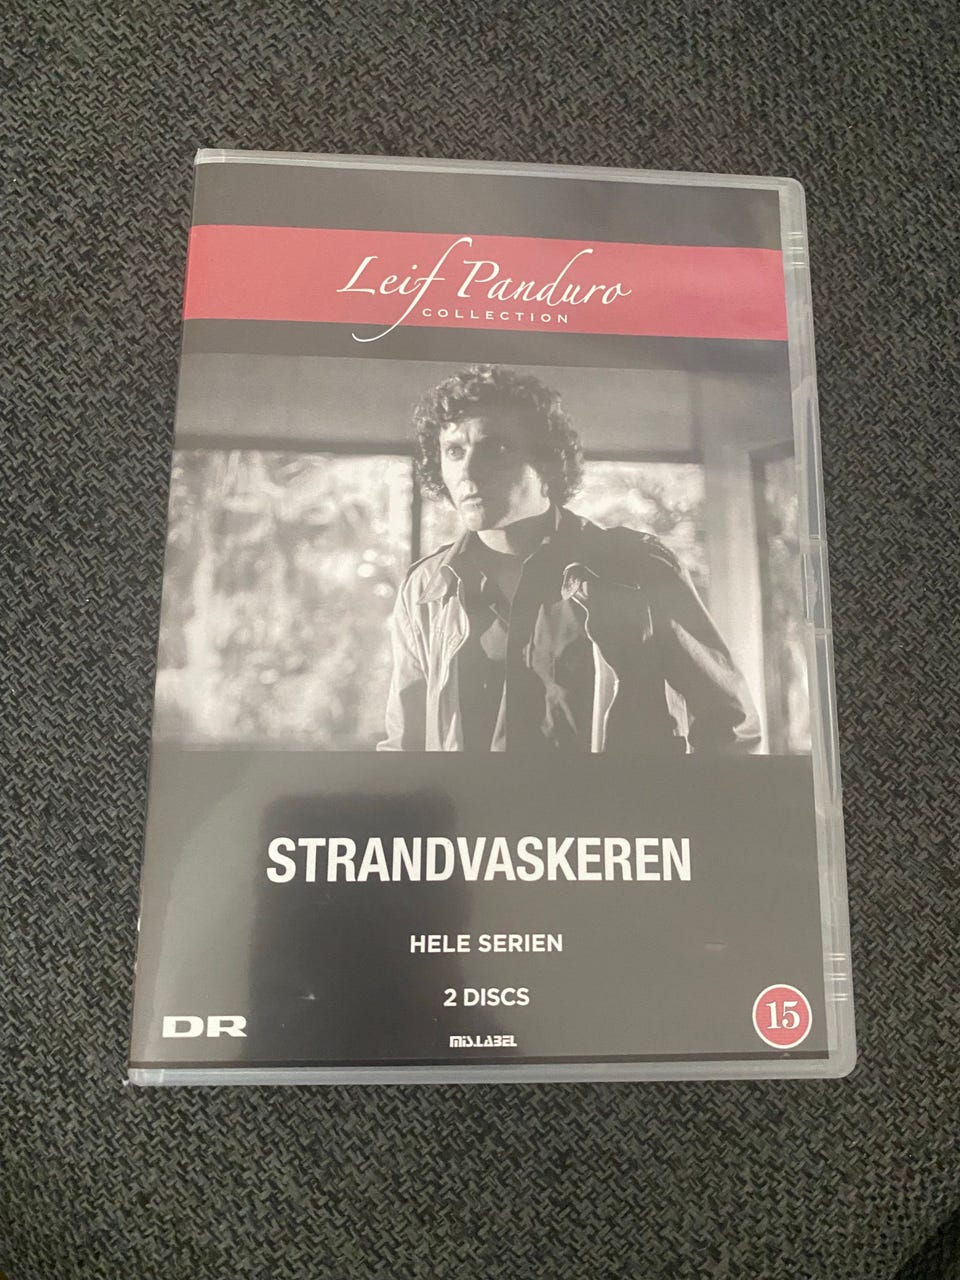 Leif Panduro
COLLECTION
STRANDVASKEREN
HELE SERIEN
2 DISCS
DR
mis.LABEL
15